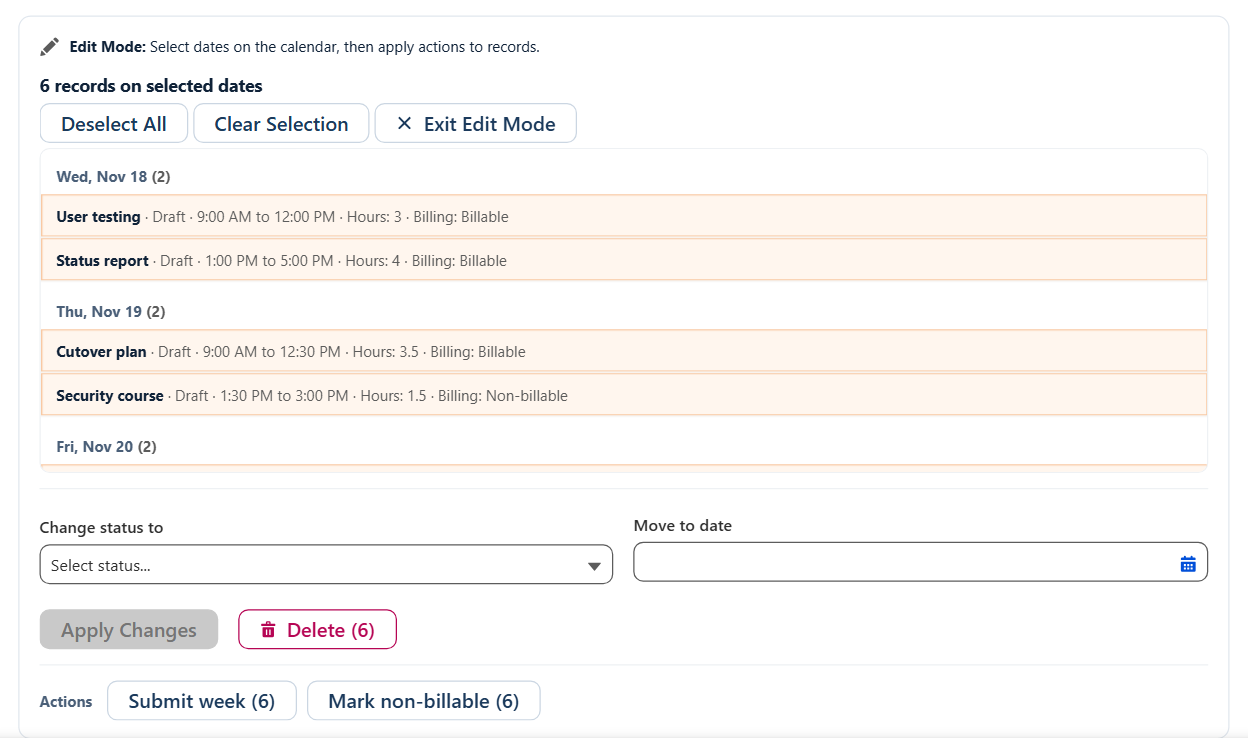 Edit Mode: Select dates on the calendar, then apply actions to records.
6 records on selected dates
Deselect All
Clear Selection
Exit Edit Mode
Wed, Nov 18 (2)
User testing · Draft · 9:00 AM to 12:00 PM · Hours: 3 · Billing: Billable
Status report · Draft · 1:00 PM to 5:00 PM · Hours: 4 · Billing: Billable
Thu, Nov 19 (2)
Cutover plan · Draft · 9:00 AM to 12:30 PM · Hours: 3.5 · Billing: Billable
Security course · Draft · 1:30 PM to 3:00 PM · Hours: 1.5 · Billing: Non-billable
Fri, Nov 20 (2)
Change status to
Select status...
Move to date
Apply Changes
Delete (6)
Actions
Submit week (6)
Mark non-billable (6)